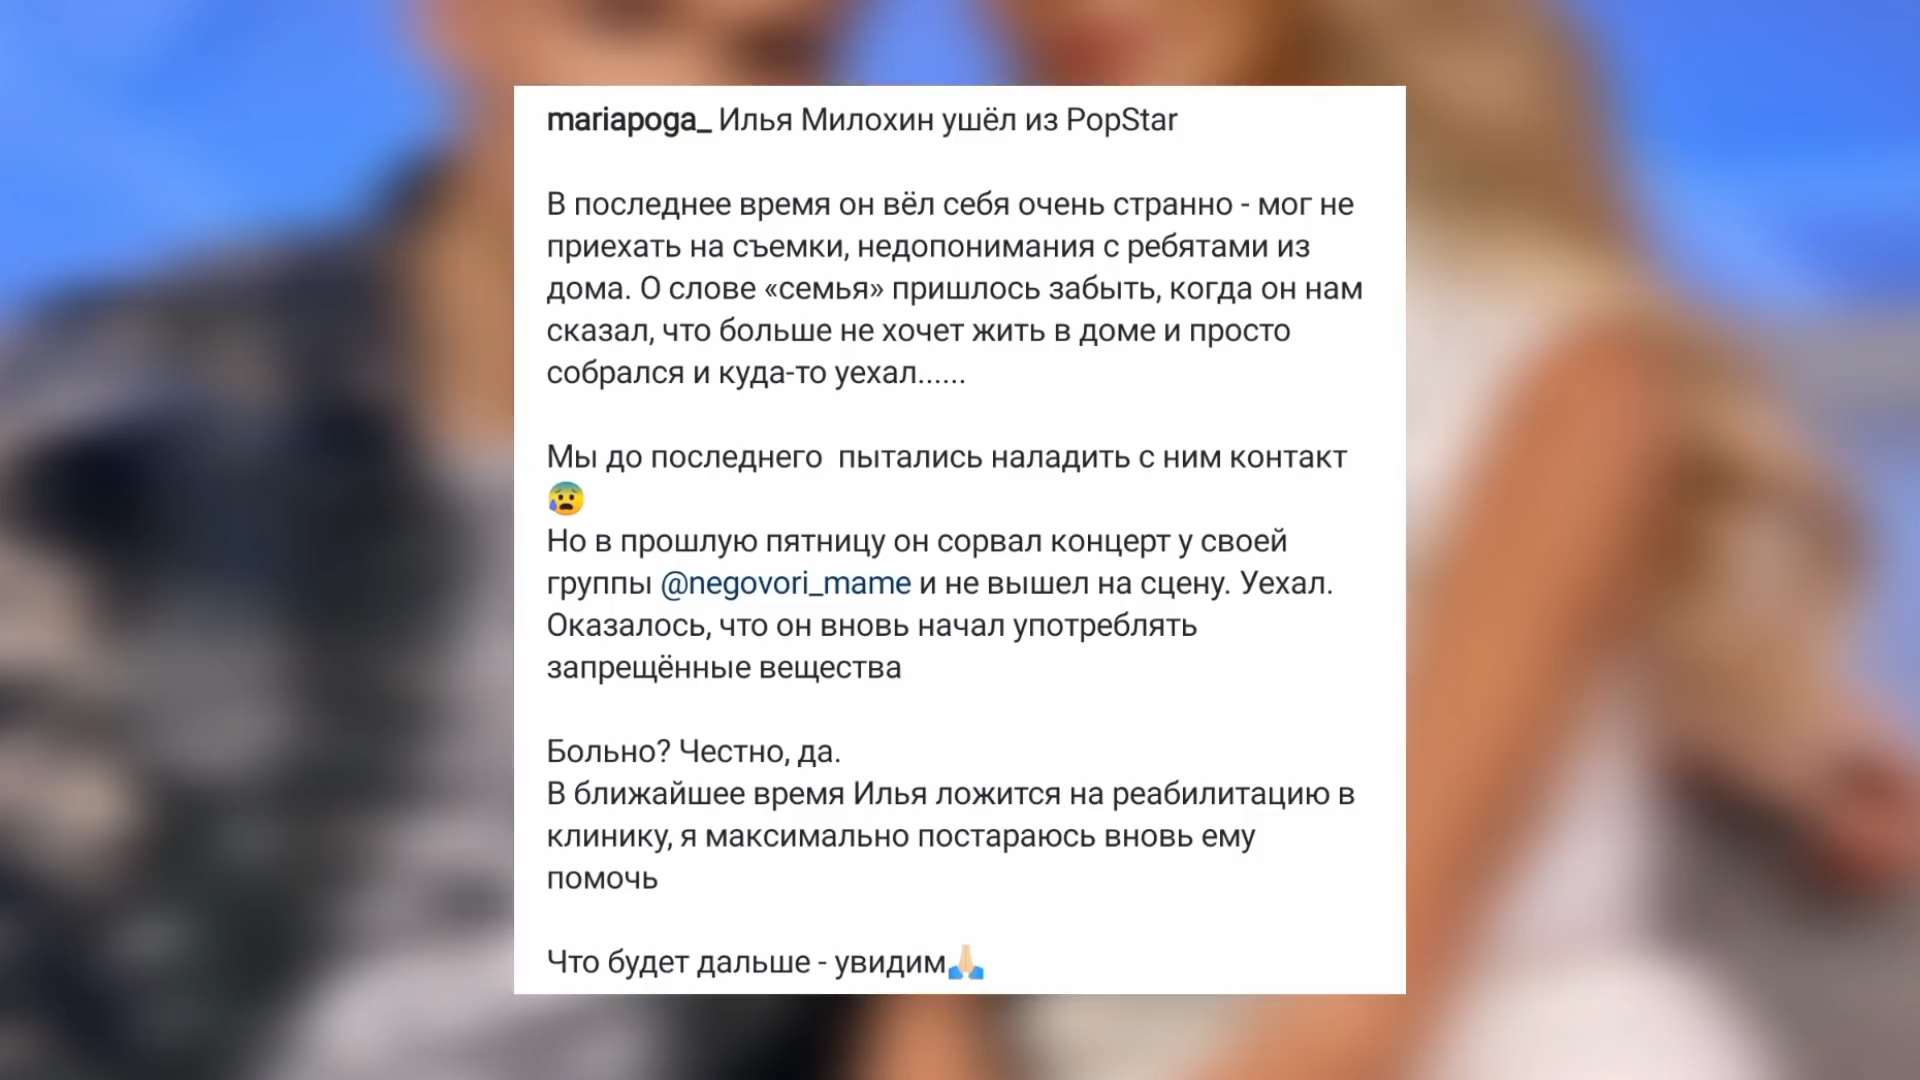 mariapoga_ Илья Милохин ушёл из PopStar
В последнее время он вёл себя очень странно - мог не
приехать на съемки, недопонимания с ребятами из
дома. О слове «семья» пришлось забыть, когда он нам
сказал, что больше не хочет жить в доме и просто
собрался и куда-то уехал......
Мы до последнего  пытались наладить с ним контакт
😰
Но в прошлую пятницу он сорвал концерт у своей
группы @negovori_mame и не вышел на сцену. Уехал.
Оказалось, что он вновь начал употреблять
запрещённые вещества
Больно? Честно, да.
В ближайшее время Илья ложится на реабилитацию в
клинику, я максимально постараюсь вновь ему
помочь
Что будет дальше - увидим🙏🏼